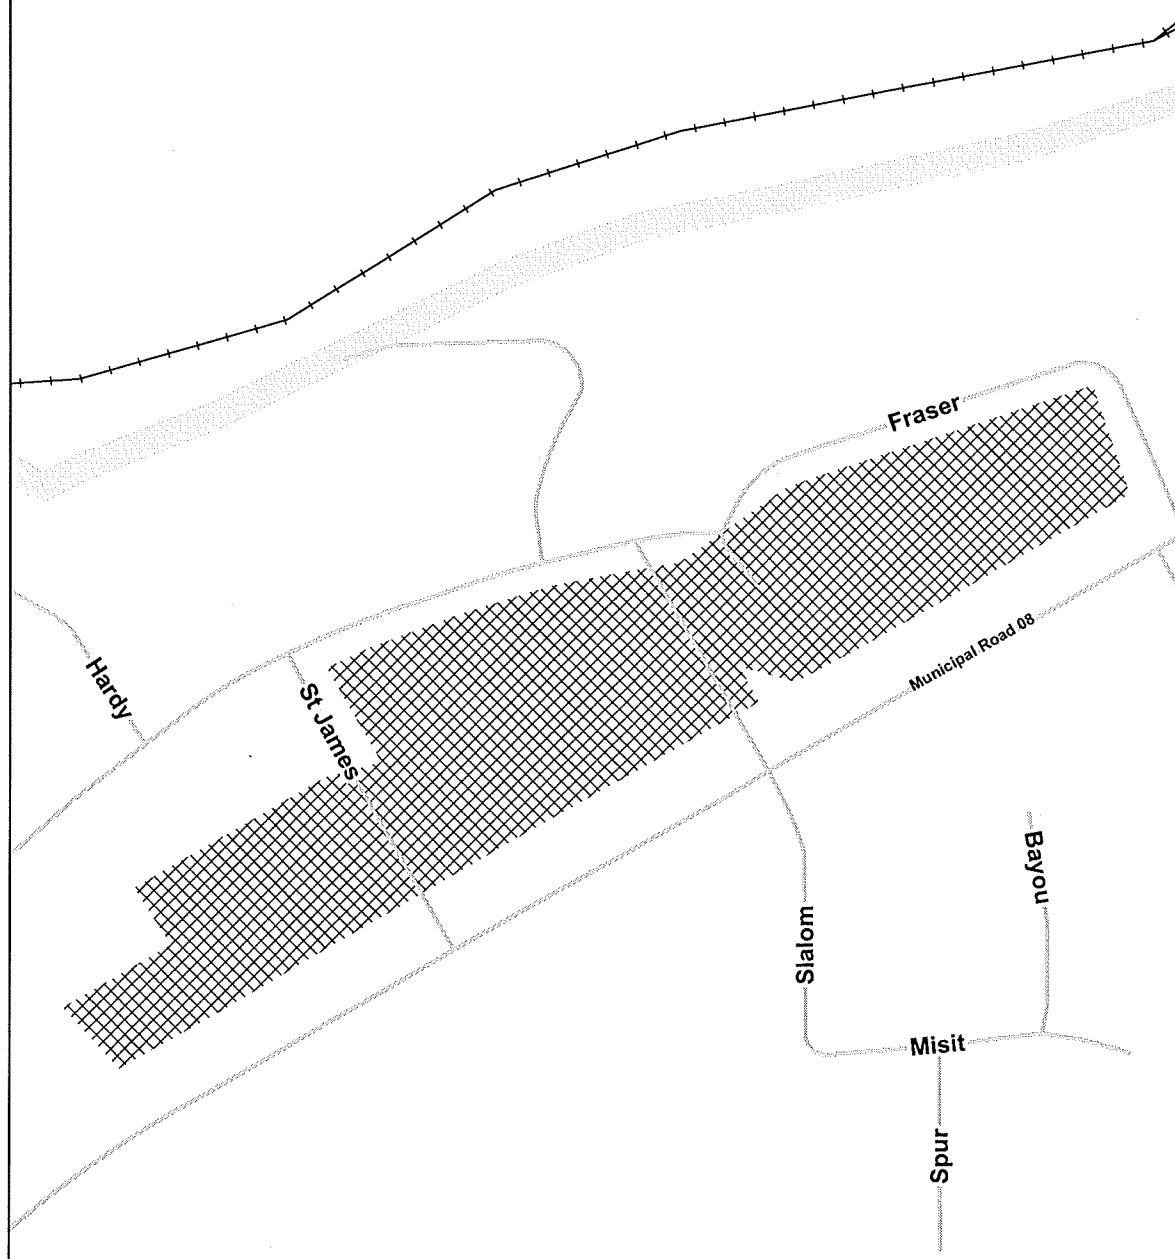 Fraser
Municipal Road 08
Hardy
St James
Bayou
Slalom
Misit
Spur